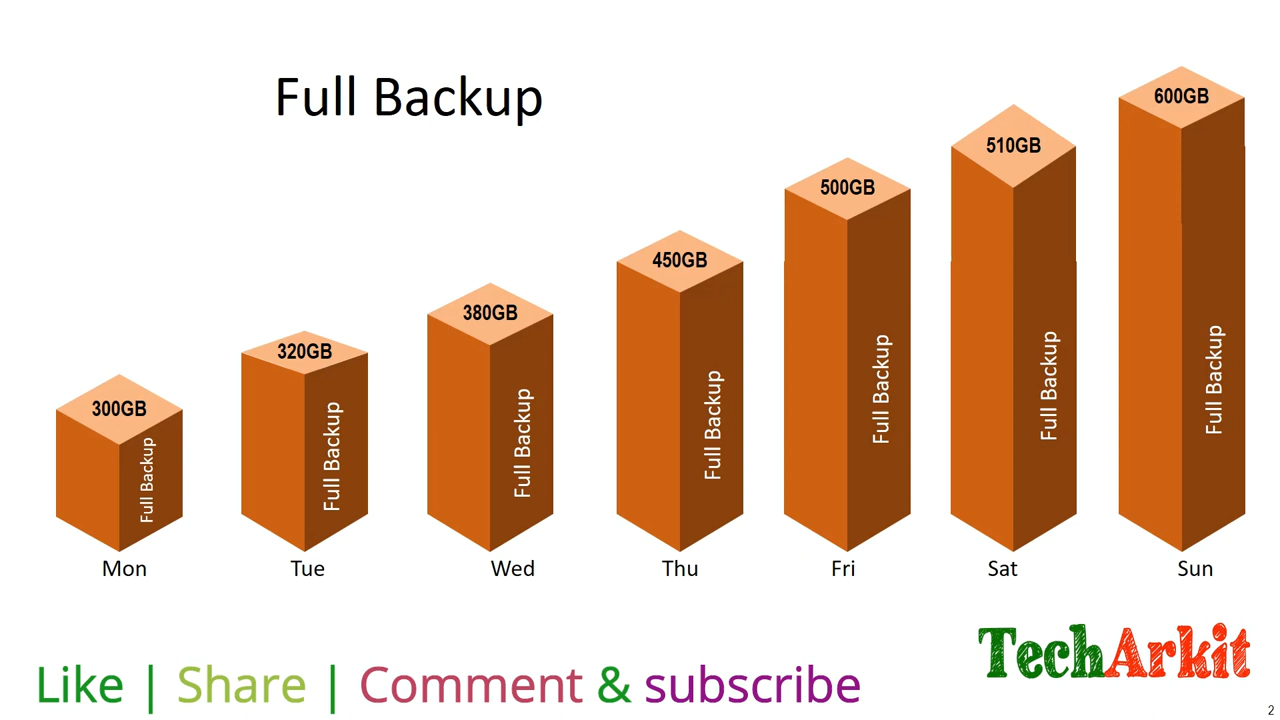 Full Backup
600GB
510GB
500GB
450GB
380GB
320GB
300GB
Full Backup
Full Backup
Full Backup
Full Backup
Full Backup
Full Backup
Full Backup
Mon Tue Wed Thu Fri Sat Sun
TechArkit
Like | Share | Comment & subscribe
2